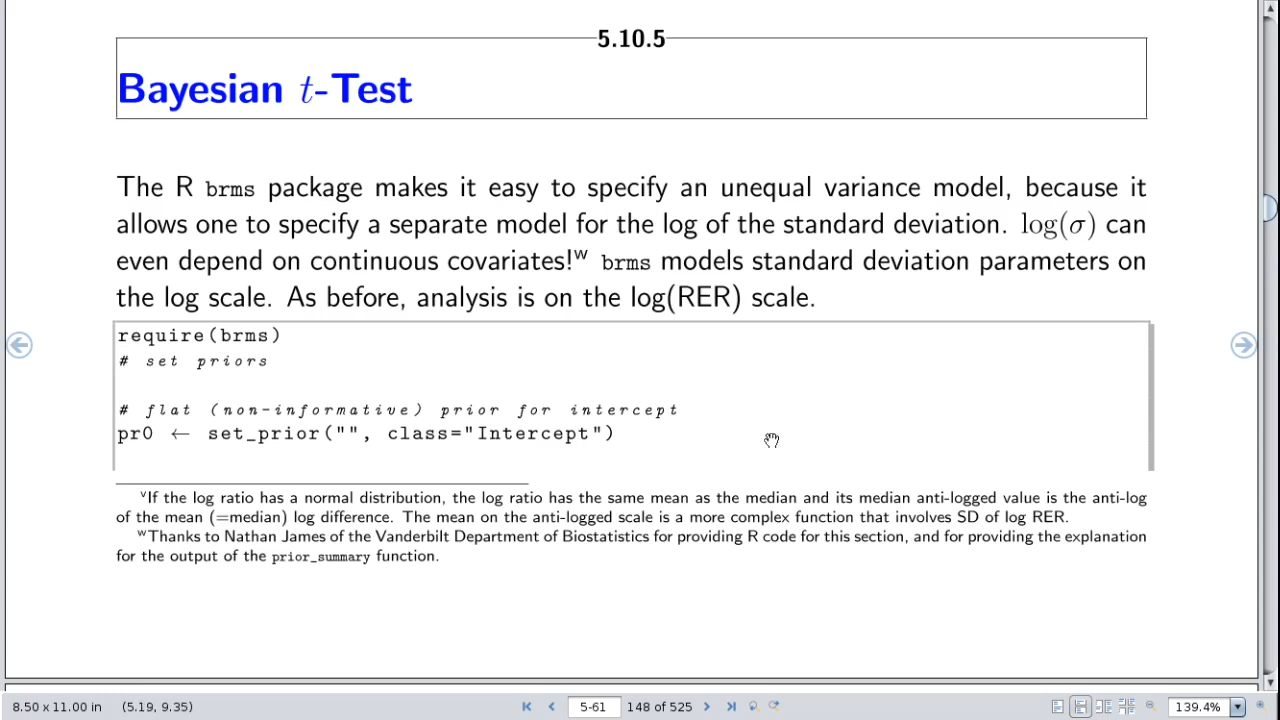 5.10.5
Bayesian t-Test
The R brms package makes it easy to specify an unequal variance model, because it
allows one to specify a separate model for the log of the standard deviation. log(σ) can
even depend on continuous covariates!ʷ brms models standard deviation parameters on
the log scale. As before, analysis is on the log(RER) scale.
require(brms)
# set priors
# flat (non-informative) prior for intercept
pr0 ← set_prior("", class="Intercept")
ᵛIf the log ratio has a normal distribution, the log ratio has the same mean as the median and its median anti-logged value is the anti-log
of the mean (=median) log difference. The mean on the anti-logged scale is a more complex function that involves SD of log RER.
ʷThanks to Nathan James of the Vanderbilt Department of Biostatistics for providing R code for this section, and for providing the explanation
for the output of the prior_summary function.
8.50 x 11.00 in (5.19, 9.35) 5-61 148 of 525 139.4%